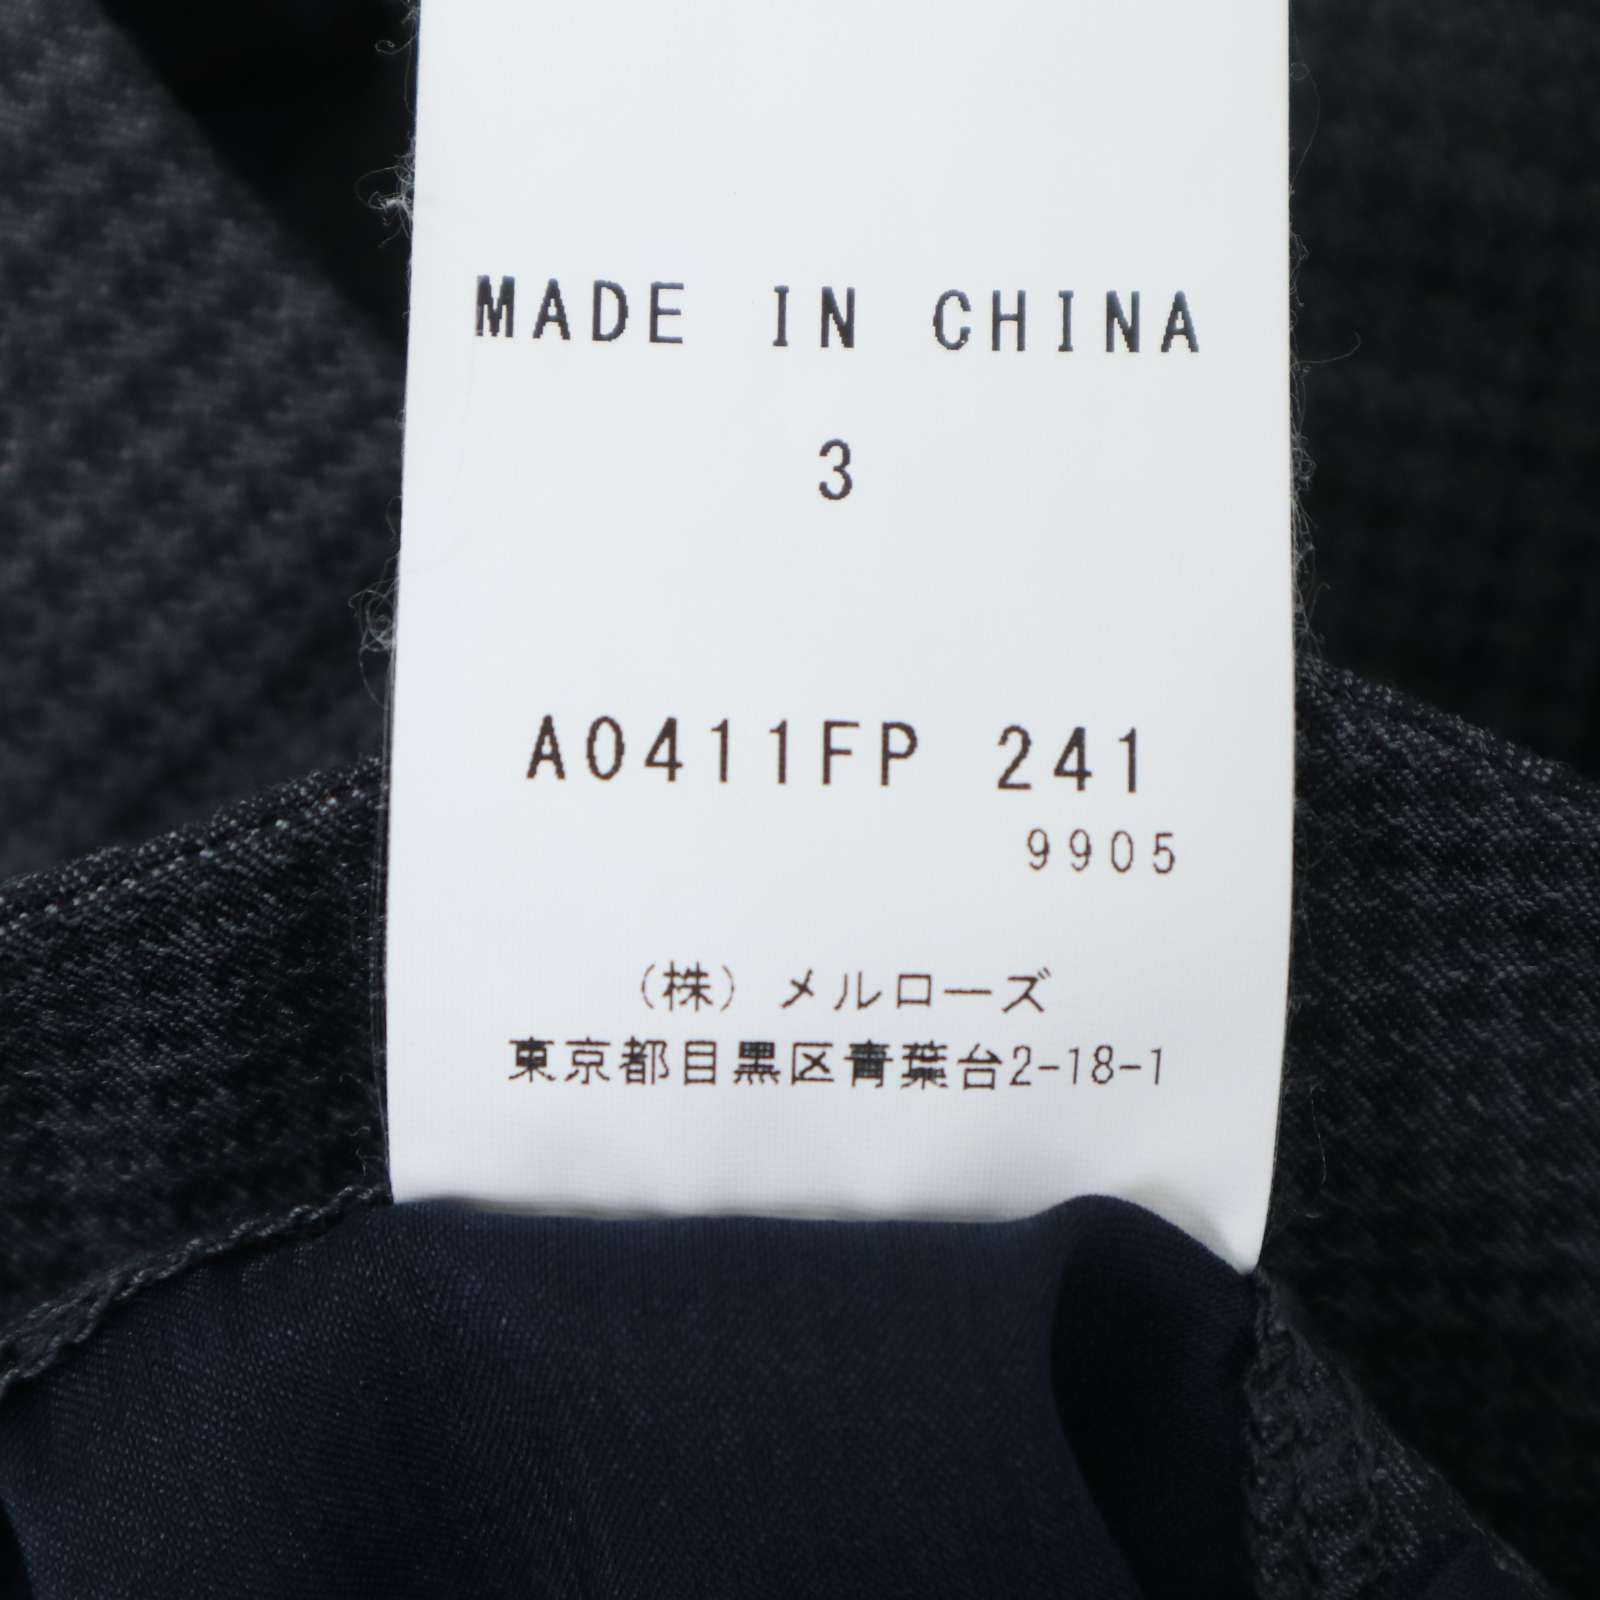 MADE IN CHINA
3
A0411FP 241
9905
(株) メルローズ
東京都目黒区青葉台2-18-1